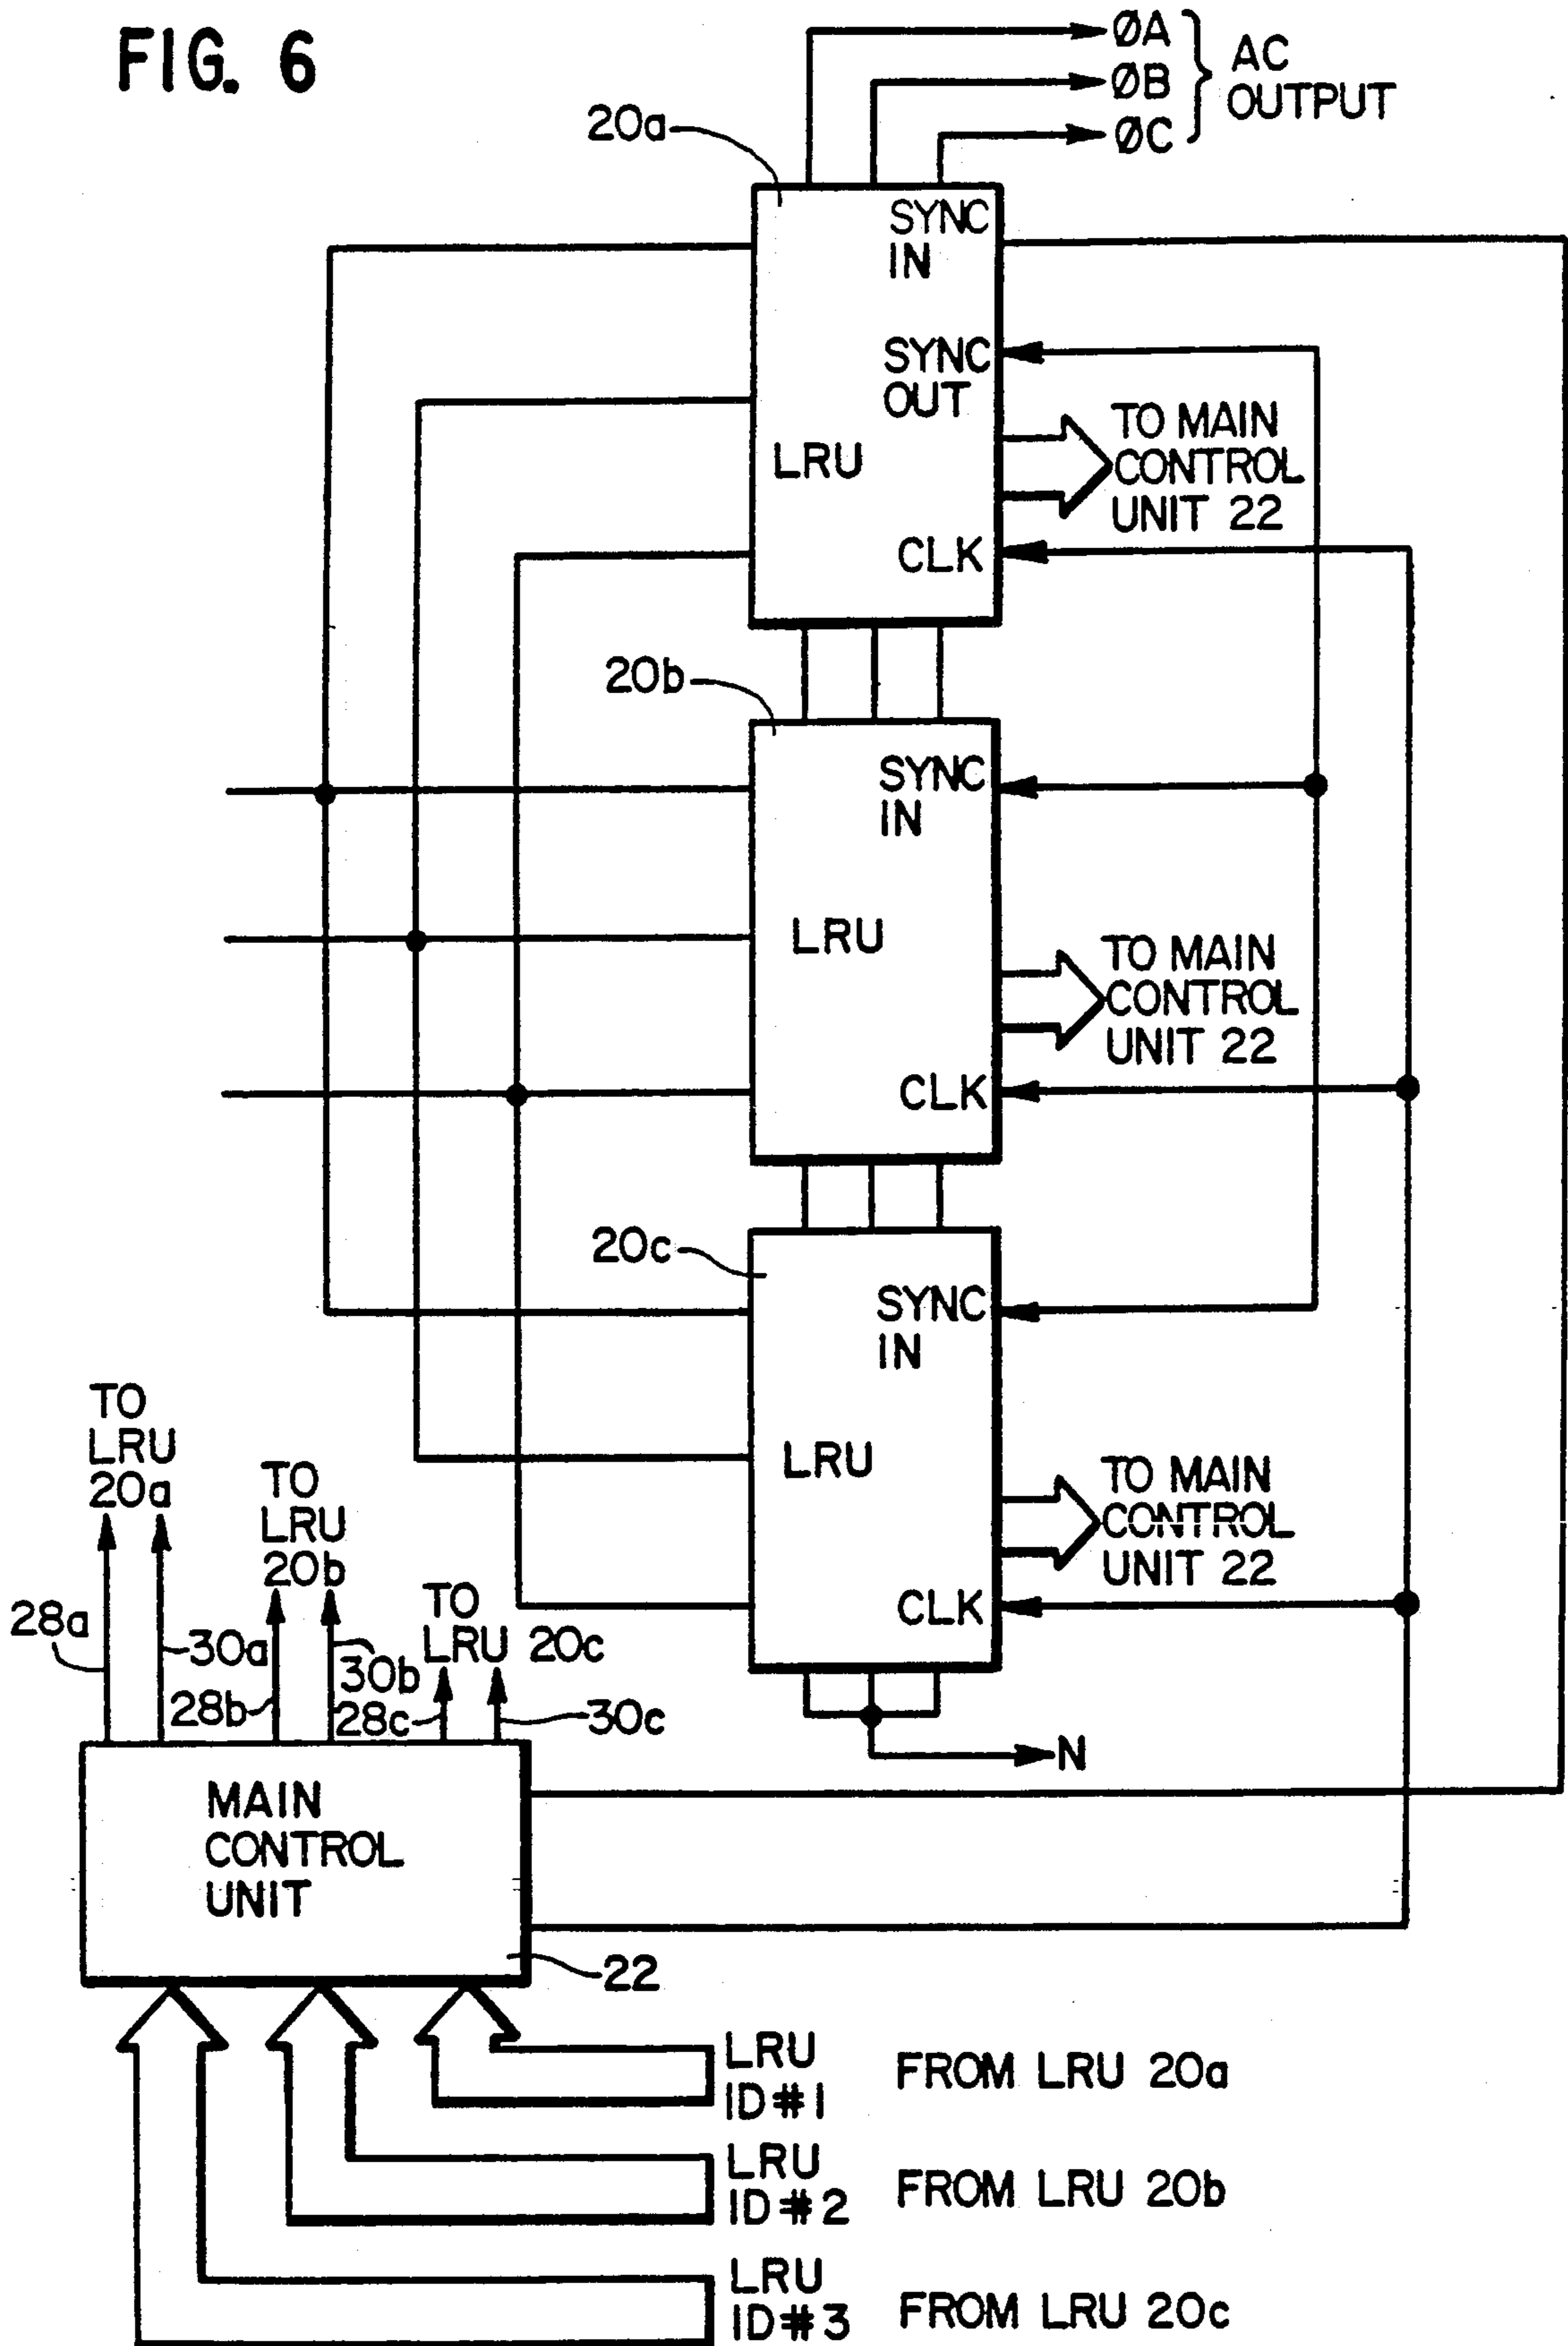 FIG. 6
ØA
ØB
ØC
AC
OUTPUT
20a
SYNC
IN
SYNC
OUT
LRU
CLK
TO MAIN
CONTROL
UNIT 22
20b
SYNC
IN
LRU
CLK
TO MAIN
CONTROL
UNIT 22
20c
SYNC
IN
LRU
CLK
TO MAIN
CONTROL
UNIT 22
N
TO
LRU
20a
TO
LRU
20b
TO
LRU 20c
28a
30a
28b
30b
28c
30c
MAIN
CONTROL
UNIT
22
LRU
ID#1
FROM LRU 20a
LRU
ID#2
FROM LRU 20b
LRU
ID#3
FROM LRU 20c